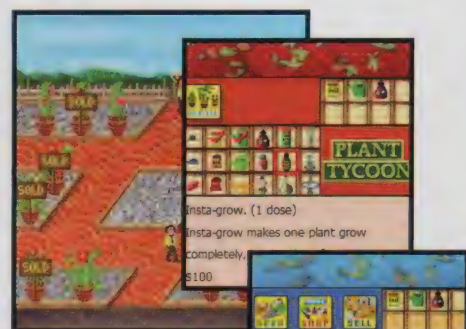 SOLD
SOLD
SOLD
SOLD
PLANT
TYCOON
Insta-grow. (1 dose)
Insta-grow makes one plant grow
completely,
$100
SEED
SHOP
SELL